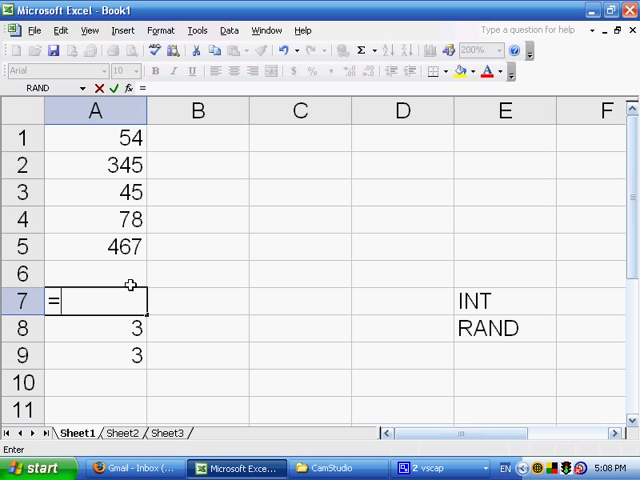 Microsoft Excel - Book1
File Edit View Insert Format Tools Data Window Help Type a question for help
200%
Arial 10 B I U $ % ,
RAND fx =
A B C D E F
1 54
2 345
3 45
4 78
5 467
6
7 = INT
8 3 RAND
9 3
10
11
Sheet1 Sheet2 Sheet3
Enter
start Gmail - Inbox (... Microsoft Exce... CamStudio 2 vscap EN 5:08 PM